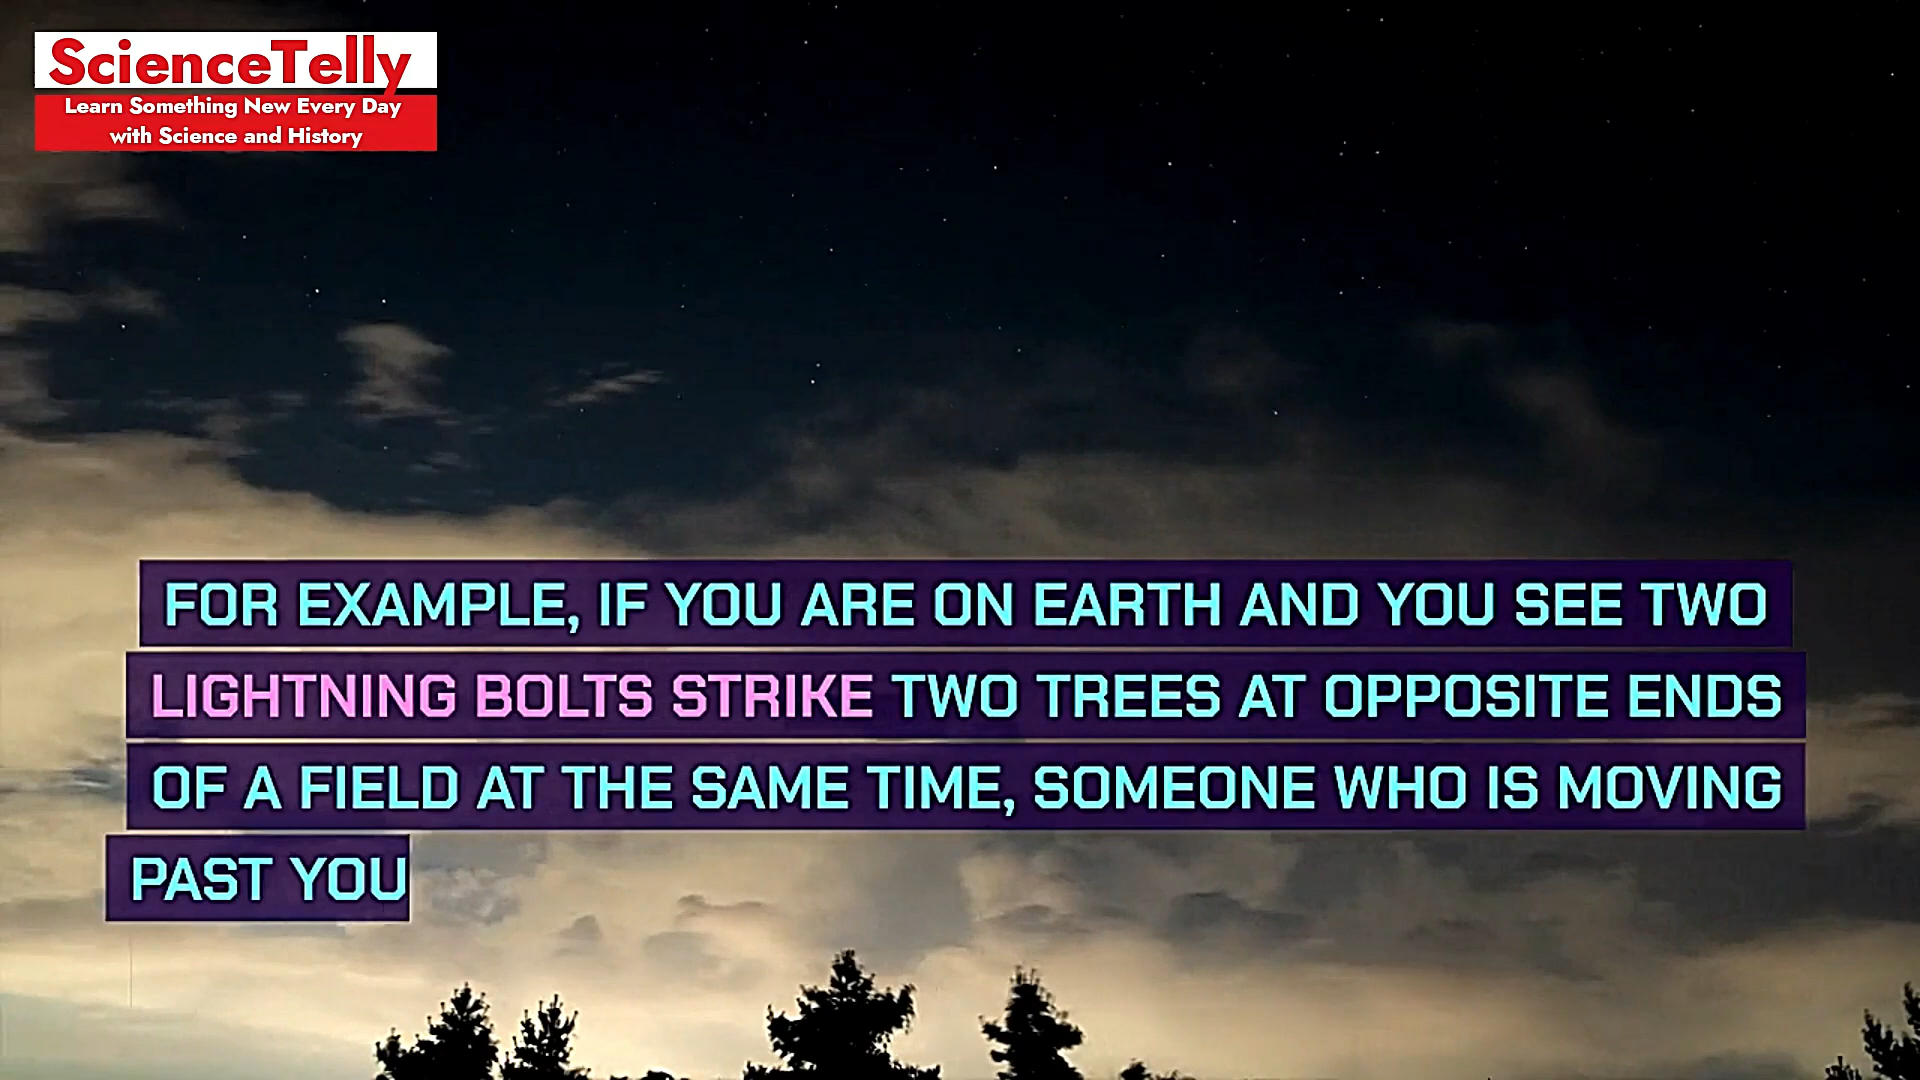 ScienceTelly
Learn Something New Every Day
with Science and History
FOR EXAMPLE, IF YOU ARE ON EARTH AND YOU SEE TWO
LIGHTNING BOLTS STRIKE TWO TREES AT OPPOSITE ENDS
OF A FIELD AT THE SAME TIME, SOMEONE WHO IS MOVING
PAST YOU